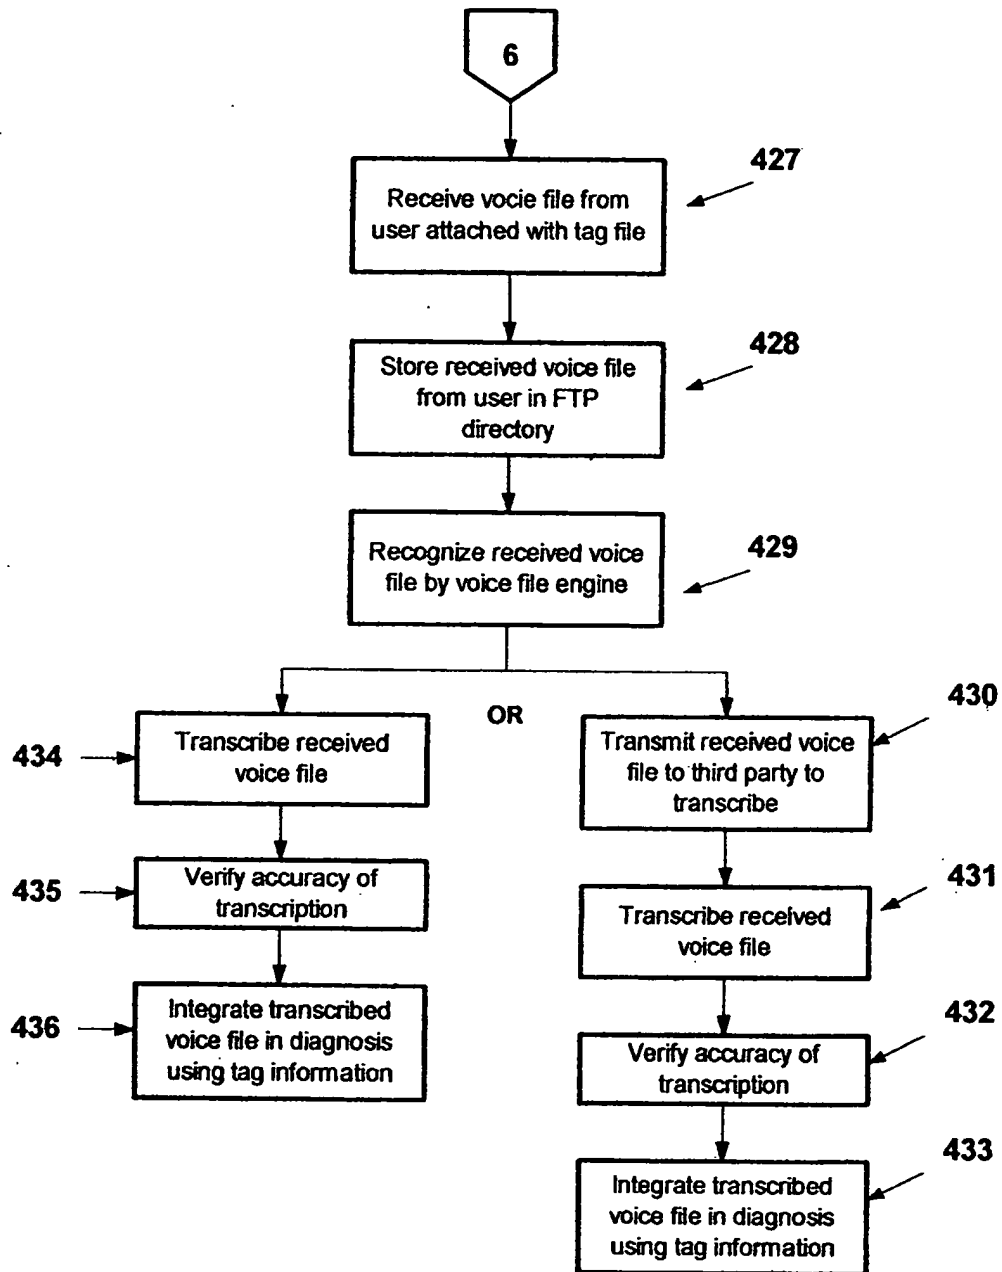 6
427
Receive vocie file from
user attached with tag file
428
Store received voice file
from user in FTP
directory
429
Recognize received voice
file by voice file engine
OR
434
Transcribe received
voice file
435
Verify accuracy of
transcription
436
Integrate transcribed
voice file in diagnosis
using tag information
430
Transmit received voice
file to third party to
transcribe
431
Transcribe received
voice file
432
Verify accuracy of
transcription
433
Integrate transcribed
voice file in diagnosis
using tag information